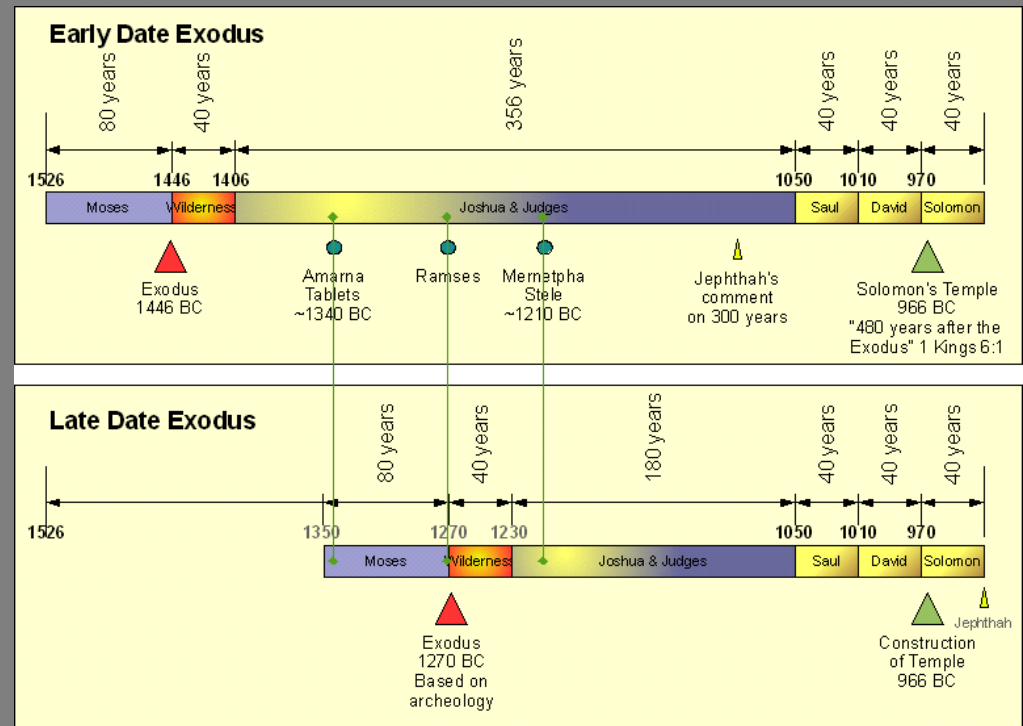 Early Date Exodus
80 years
40 years
356 years
40 years
40 years
40 years
1526
1446
1406
1050
1010
970
Moses
Wilderness
Joshua & Judges
Saul
David
Solomon
Exodus
1446 BC
Amarna
Tablets
~1340 BC
Ramses
Mernetpha
Stele
~1210 BC
Jephthah's
comment
on 300 years
Solomon's Temple
966 BC
"480 years after the
Exodus" 1 Kings 6:1
Late Date Exodus
80 years
40 years
180 years
40 years
40 years
40 years
1526
1350
1270
1230
1050
1010
970
Moses
Wilderness
Joshua & Judges
Saul
David
Solomon
Exodus
1270 BC
Based on
archeology
Construction
of Temple
966 BC
Jephthah